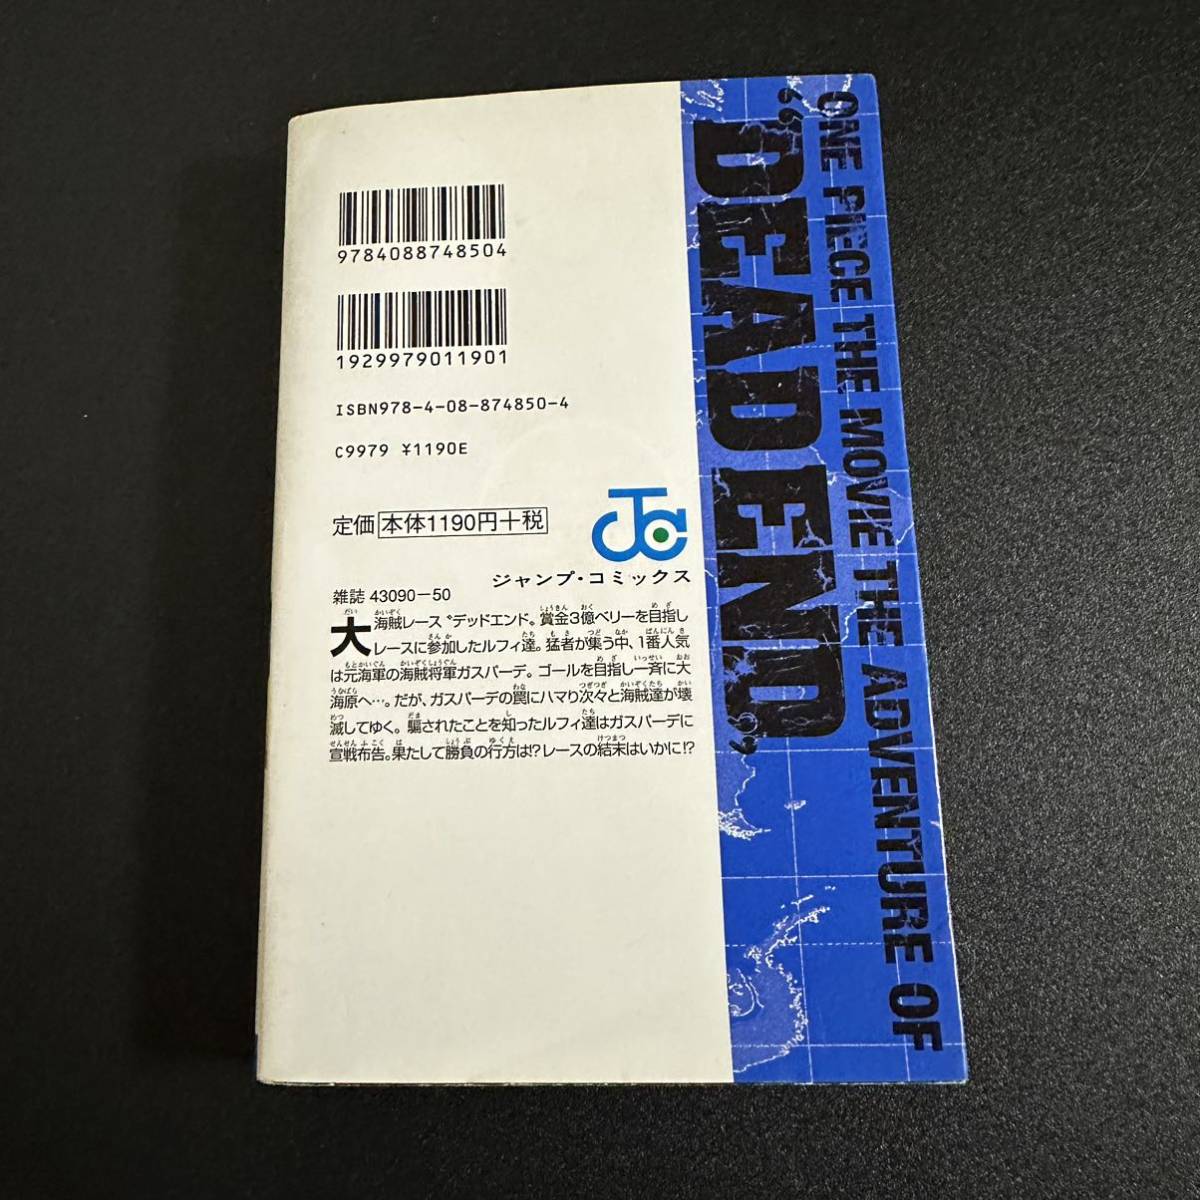 9784088748504
1929979011901
ISBN978-4-08-874850-4
C9979 ¥1190E
定価 本体1190円+税
JC
ジャンプ・コミックス
雑誌 43090-50
大海賊レース〝デッドエンド。賞金3億ベリーを目指し
レースに参加したルフィ達。猛者が集う中、1番人気
は元海軍の海賊将軍ガスパーデ。ゴールを目指し一斉に大
海原へ…。だが、ガスパーデの罠にハマり次々と海賊達が壊
滅してゆく。騙されたことを知ったルフィ達はガスパーデに
宣戦布告。果たして勝負の行方は!?レースの結末はいかに!?
ONE PIECE THE MOVIE THE ADVENTURE OF
“DEAD END”